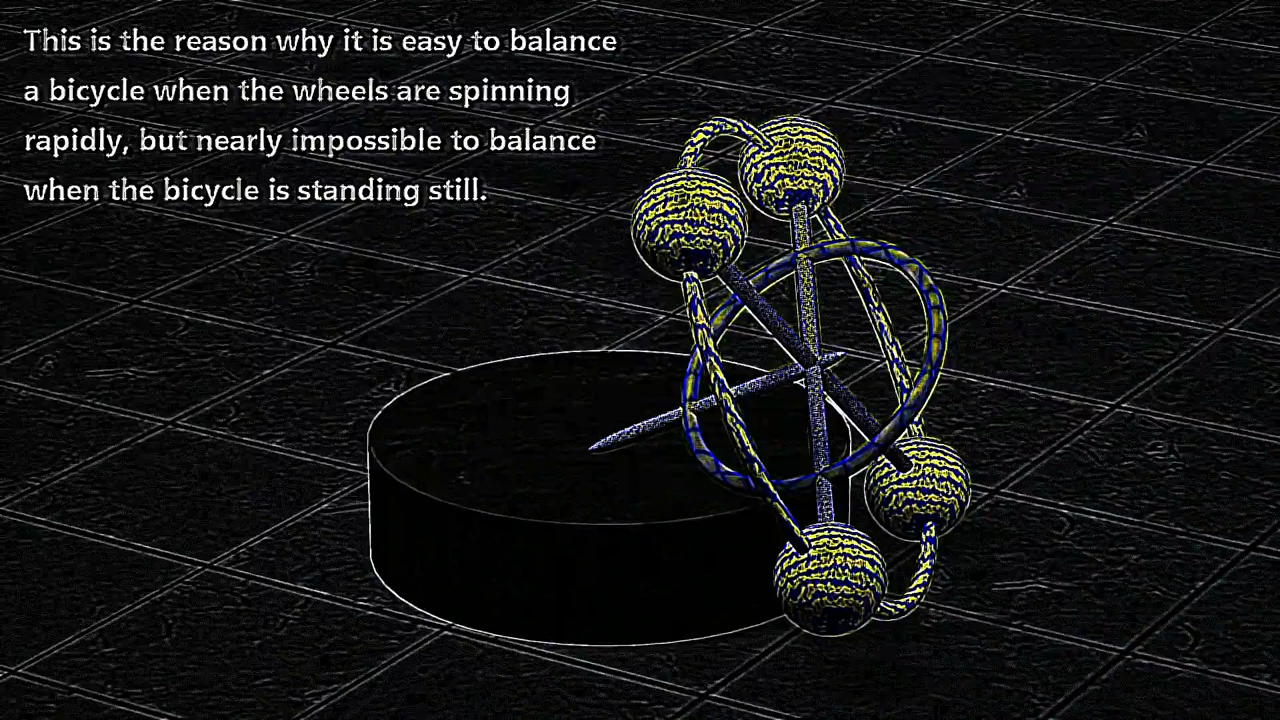 This is the reason why it is easy to balance
a bicycle when the wheels are spinning
rapidly, but nearly impossible to balance
when the bicycle is standing still.